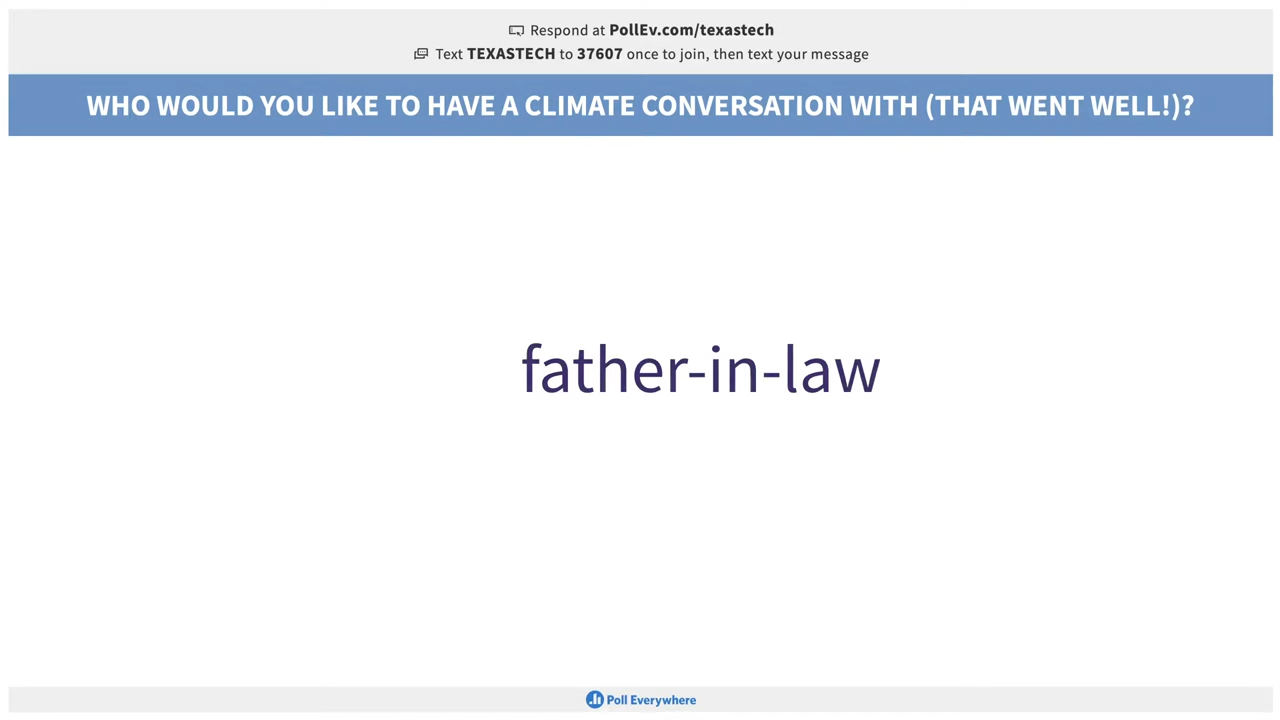 Respond at PollEv.com/texastech
Text TEXASTECH to 37607 once to join, then text your message
WHO WOULD YOU LIKE TO HAVE A CLIMATE CONVERSATION WITH (THAT WENT WELL!)?
father-in-law
Poll Everywhere